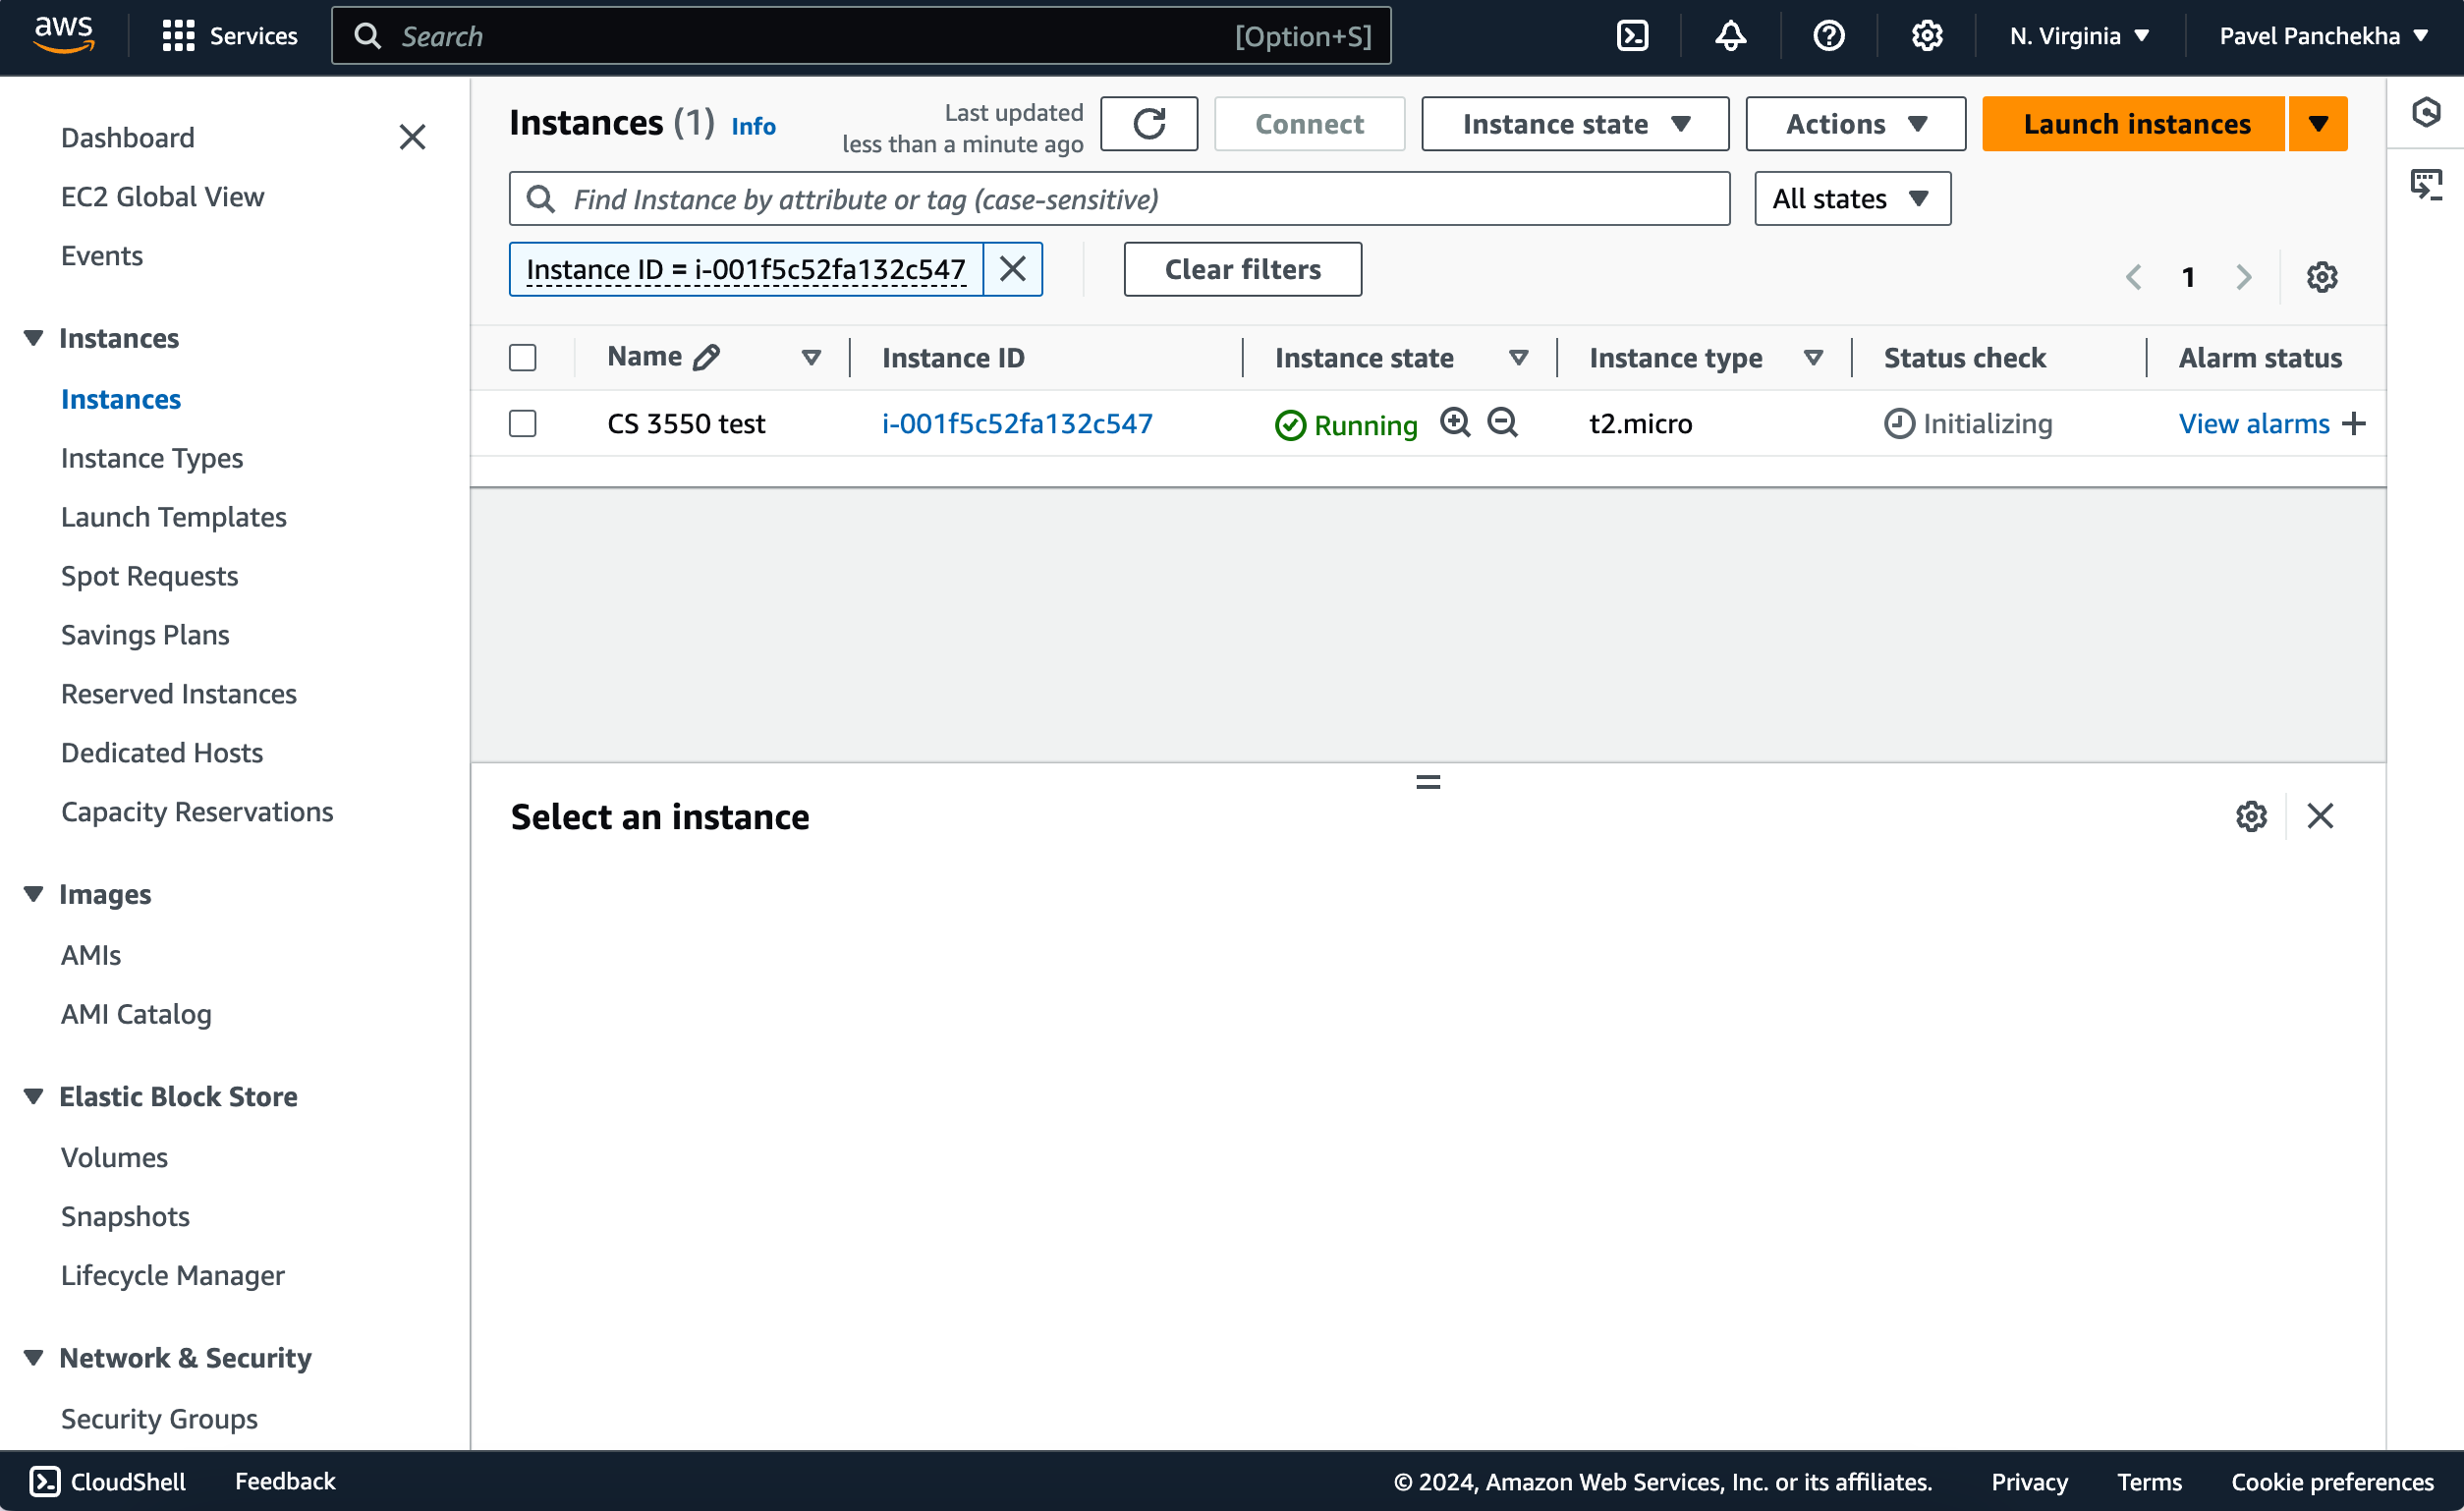 aws
Services
Search
[Option+S]
N. Virginia
Pavel Panchekha
Dashboard
EC2 Global View
Events
Instances
Instances
Instance Types
Launch Templates
Spot Requests
Savings Plans
Reserved Instances
Dedicated Hosts
Capacity Reservations
Images
AMIs
AMI Catalog
Elastic Block Store
Volumes
Snapshots
Lifecycle Manager
Network & Security
Security Groups
Instances (1) Info
Last updated
less than a minute ago
Connect
Instance state
Actions
Launch instances
Find Instance by attribute or tag (case-sensitive)
All states
Instance ID = i-001f5c52fa132c547
Clear filters
1
Name
Instance ID
Instance state
Instance type
Status check
Alarm status
CS 3550 test
i-001f5c52fa132c547
Running
t2.micro
Initializing
View alarms
Select an instance
CloudShell
Feedback
© 2024, Amazon Web Services, Inc. or its affiliates.
Privacy
Terms
Cookie preferences